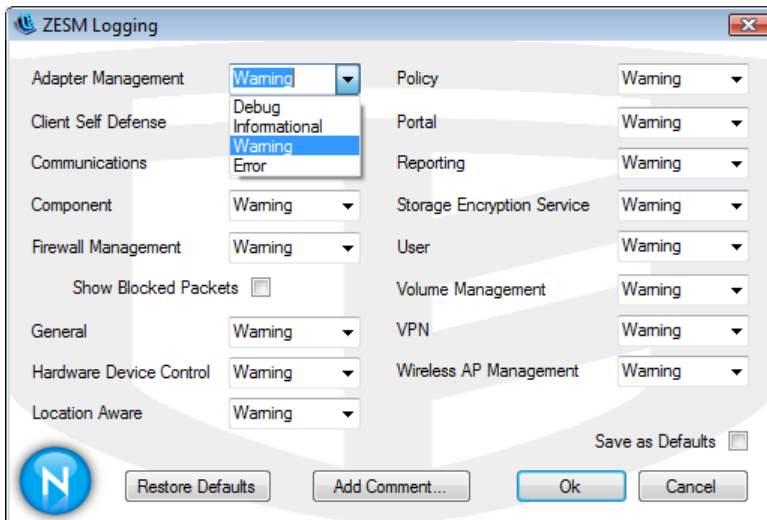 ZESM Logging
Adapter Management Warning Policy Warning
Debug
Informational
Warning
Error
Client Self Defense Portal Warning
Communications Reporting Warning
Component Warning Storage Encryption Service Warning
Firewall Management Warning User Warning
Show Blocked Packets Volume Management Warning
General Warning VPN Warning
Hardware Device Control Warning Wireless AP Management Warning
Location Aware Warning
Save as Defaults
N Restore Defaults Add Comment... Ok Cancel